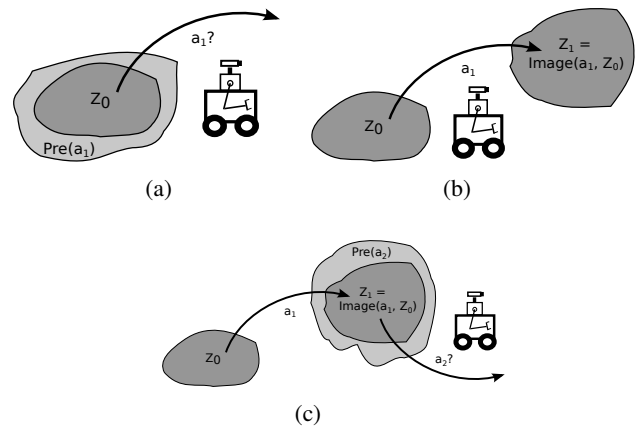 a₁?
Z₀
Pre(a₁)
(a)
Z₁ =
Image(a₁, Z₀)
a₁
Z₀
(b)
Pre(a₂)
Z₁ =
Image(a₁, Z₀)
a₁
Z₀
a₂?
(c)